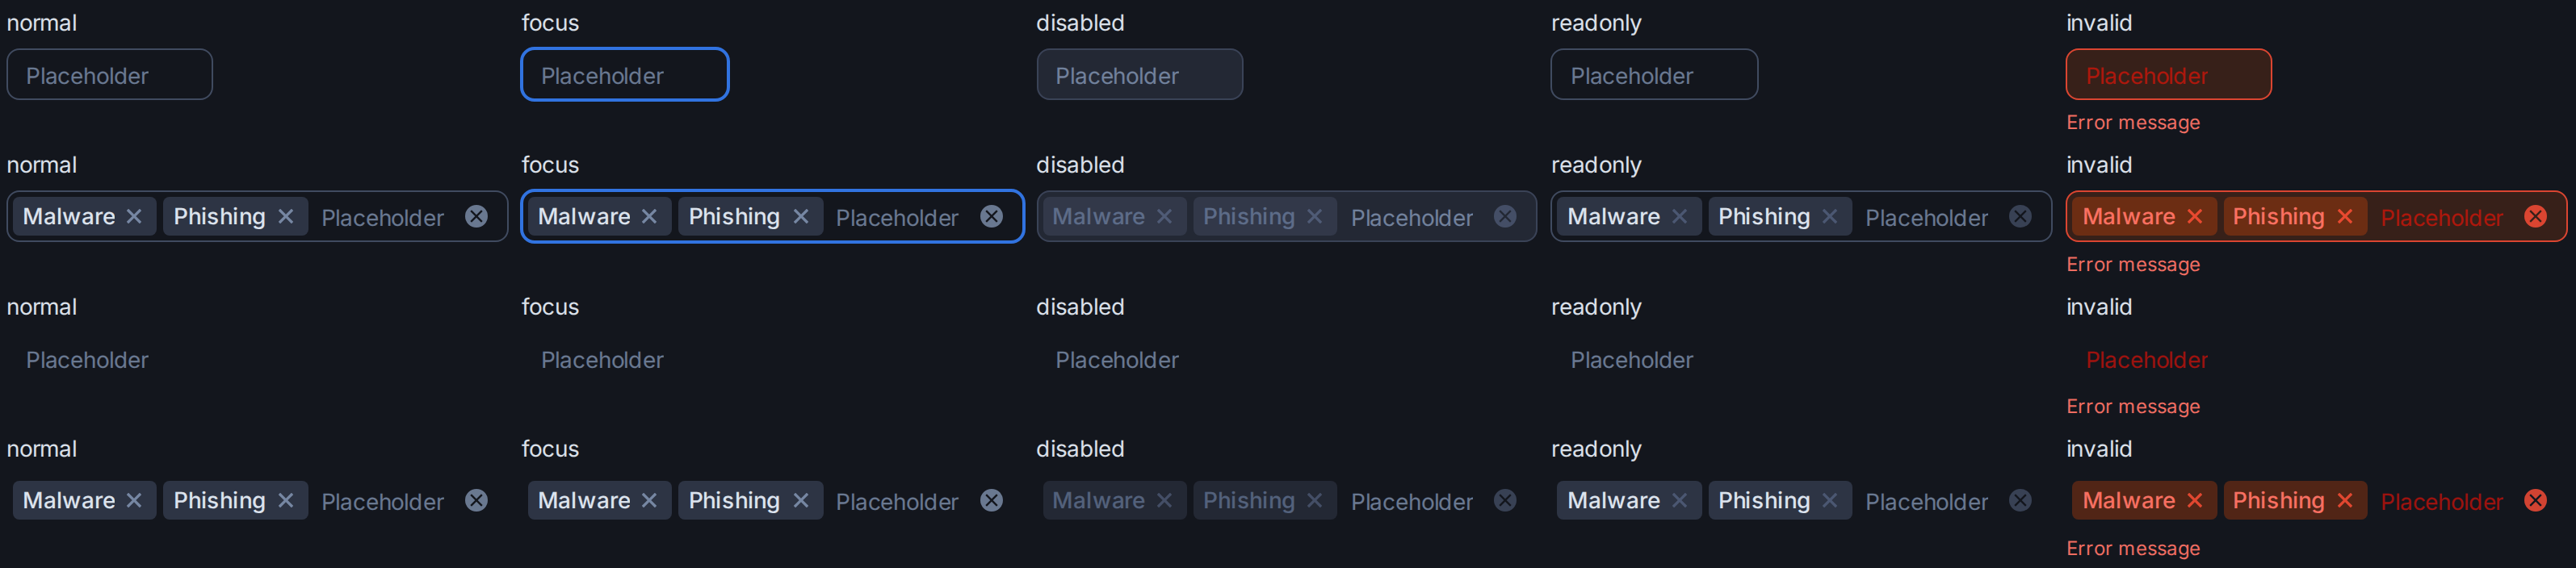 normal focus disabled readonly invalid
Placeholder Placeholder Placeholder Placeholder Placeholder
Error message
normal focus disabled readonly invalid
Malware Phishing Placeholder Malware Phishing Placeholder Malware Phishing Placeholder Malware Phishing Placeholder Malware Phishing Placeholder
Error message
normal focus disabled readonly invalid
Placeholder Placeholder Placeholder Placeholder Placeholder
Error message
normal focus disabled readonly invalid
Malware Phishing Placeholder Malware Phishing Placeholder Malware Phishing Placeholder Malware Phishing Placeholder Malware Phishing Placeholder
Error message